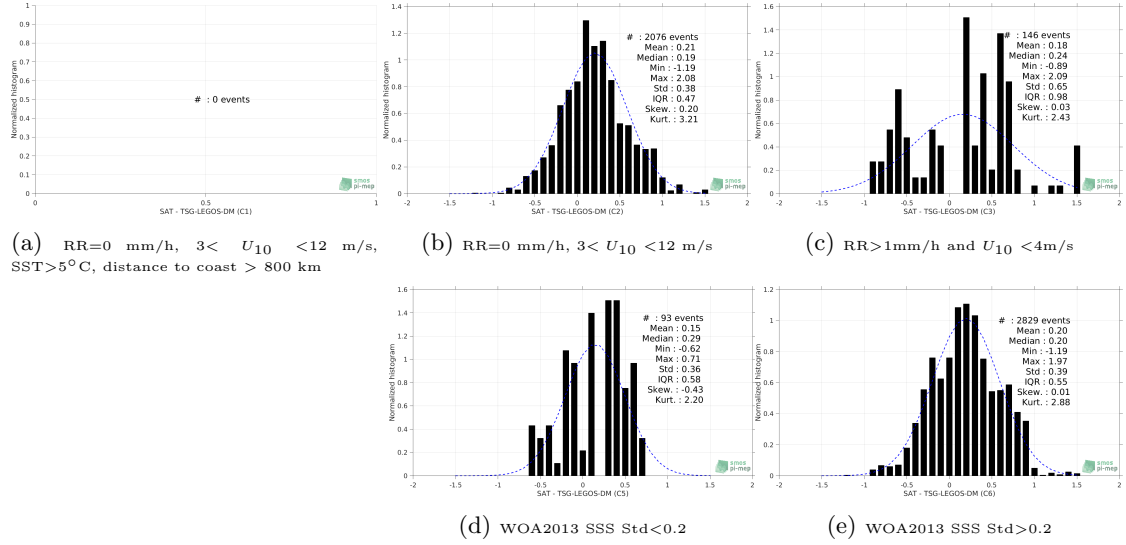 1
0.9
0.8
0.7
0.6
0.5
0.4
0.3
0.2
0.1
0
Normalized histogram
# : 0 events
smos
pi-mep
0 0.5 1
SAT - TSG-LEGOS-DM (C1)
(a) RR=0 mm/h, 3< U10 <12 m/s,
SST>5°C, distance to coast > 800 km
1.4
1.2
1
0.8
0.6
0.4
0.2
0
Normalized histogram
# : 2076 events
Mean : 0.21
Median : 0.19
Min : -1.19
Max : 2.08
Std : 0.38
IQR : 0.47
Skew. : 0.20
Kurt. : 3.21
smos
pi-mep
-2 -1.5 -1 -0.5 0 0.5 1 1.5 2
SAT - TSG-LEGOS-DM (C2)
(b) RR=0 mm/h, 3< U10 <12 m/s
1.6
1.4
1.2
1
0.8
0.6
0.4
0.2
0
Normalized histogram
# : 146 events
Mean : 0.18
Median : 0.24
Min : -0.89
Max : 2.09
Std : 0.65
IQR : 0.98
Skew. : 0.03
Kurt. : 2.43
smos
pi-mep
-2 -1.5 -1 -0.5 0 0.5 1 1.5 2
SAT - TSG-LEGOS-DM (C3)
(c) RR>1mm/h and U10 <4m/s
1.6
1.4
1.2
1
0.8
0.6
0.4
0.2
0
Normalized histogram
# : 93 events
Mean : 0.15
Median : 0.29
Min : -0.62
Max : 0.71
Std : 0.36
IQR : 0.58
Skew. : -0.43
Kurt. : 2.20
smos
pi-mep
-2 -1.5 -1 -0.5 0 0.5 1 1.5 2
SAT - TSG-LEGOS-DM (C5)
(d) WOA2013 SSS Std<0.2
1.2
1
0.8
0.6
0.4
0.2
0
Normalized histogram
# : 2829 events
Mean : 0.20
Median : 0.20
Min : -1.19
Max : 1.97
Std : 0.39
IQR : 0.55
Skew. : 0.01
Kurt. : 2.88
smos
pi-mep
-2 -1.5 -1 -0.5 0 0.5 1 1.5 2
SAT - TSG-LEGOS-DM (C6)
(e) WOA2013 SSS Std>0.2